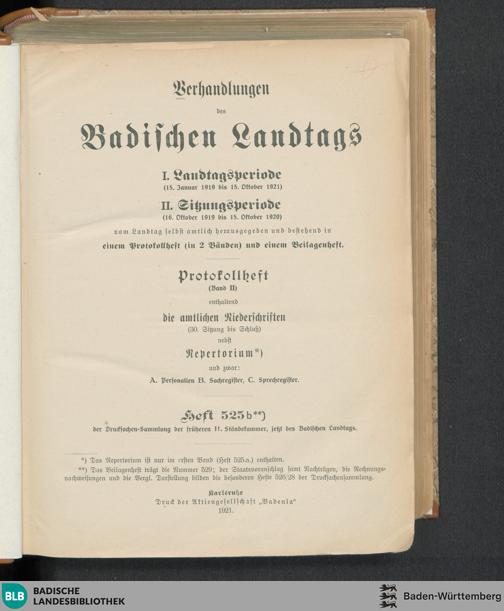 Verhandlungen
des
Badischen Landtags
I. Landtagsperiode
(15. Januar 1919 bis 15. Oktober 1921)
II. Sitzungsperiode
(16. Oktober 1919 bis 15. Oktober 1920)
vom Landtag selbst amtlich herausgegeben und bestehend in
einem Protokollheft (in 2 Bänden) und einem Beilagenheft.
Protokollheft
(Band II)
enthaltend
die amtlichen Niederschriften
(30. Sitzung bis Schluß)
nebst
Repertorium*)
und zwar:
A. Personalien B. Sachregister, C. Sprechregister.
Heft 525b**)
der Drucksachen-Sammlung der früheren II. Ständekammer, jetzt des Badischen Landtags.
*) Das Repertorium ist nur im ersten Band (Heft 525a) enthalten.
**) Das Beilagenheft trägt die Nummer 529; der Staatsvoranschlag samt Nachträgen, die Rechnungs-
nachweisungen und die Vergl. Darstellung bilden die besonderen Hefte 526/28 der Drucksachensammlung.
Karlsruhe
Druck der Aktiengesellschaft „Badenia“
1921.
BLB
BADISCHE
LANDESBIBLIOTHEK
Baden-Württemberg